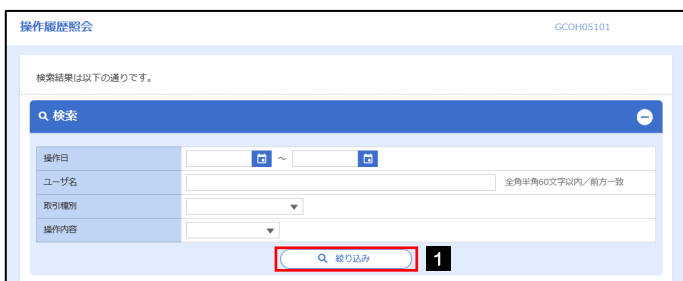 操作履歴照会 GCOH05101
検索結果は以下の通りです。
検索
操作日 ～
ユーザ名 全角半角60文字以内／前方一致
取引種別
操作内容
絞り込み 1